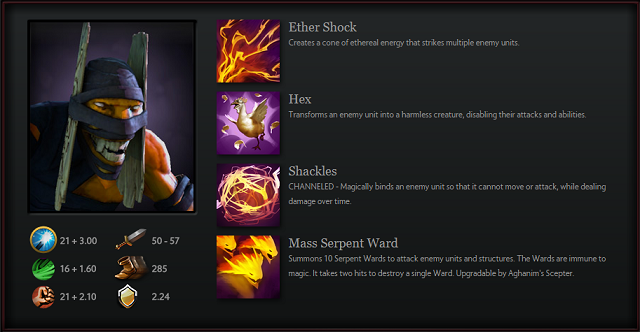 Ether Shock
Creates a cone of ethereal energy that strikes multiple enemy units.
Hex
Transforms an enemy unit into a harmless creature, disabling their attacks and abilities.
Shackles
CHANNELED - Magically binds an enemy unit so that it cannot move or attack, while dealing
damage over time.
Mass Serpent Ward
Summons 10 Serpent Wards to attack enemy units and structures. The Wards are immune to
magic. It takes two hits to destroy a single Ward. Upgradable by Aghanim's Scepter.
21 + 3.00 50 - 57
16 + 1.60 285
21 + 2.10 2.24